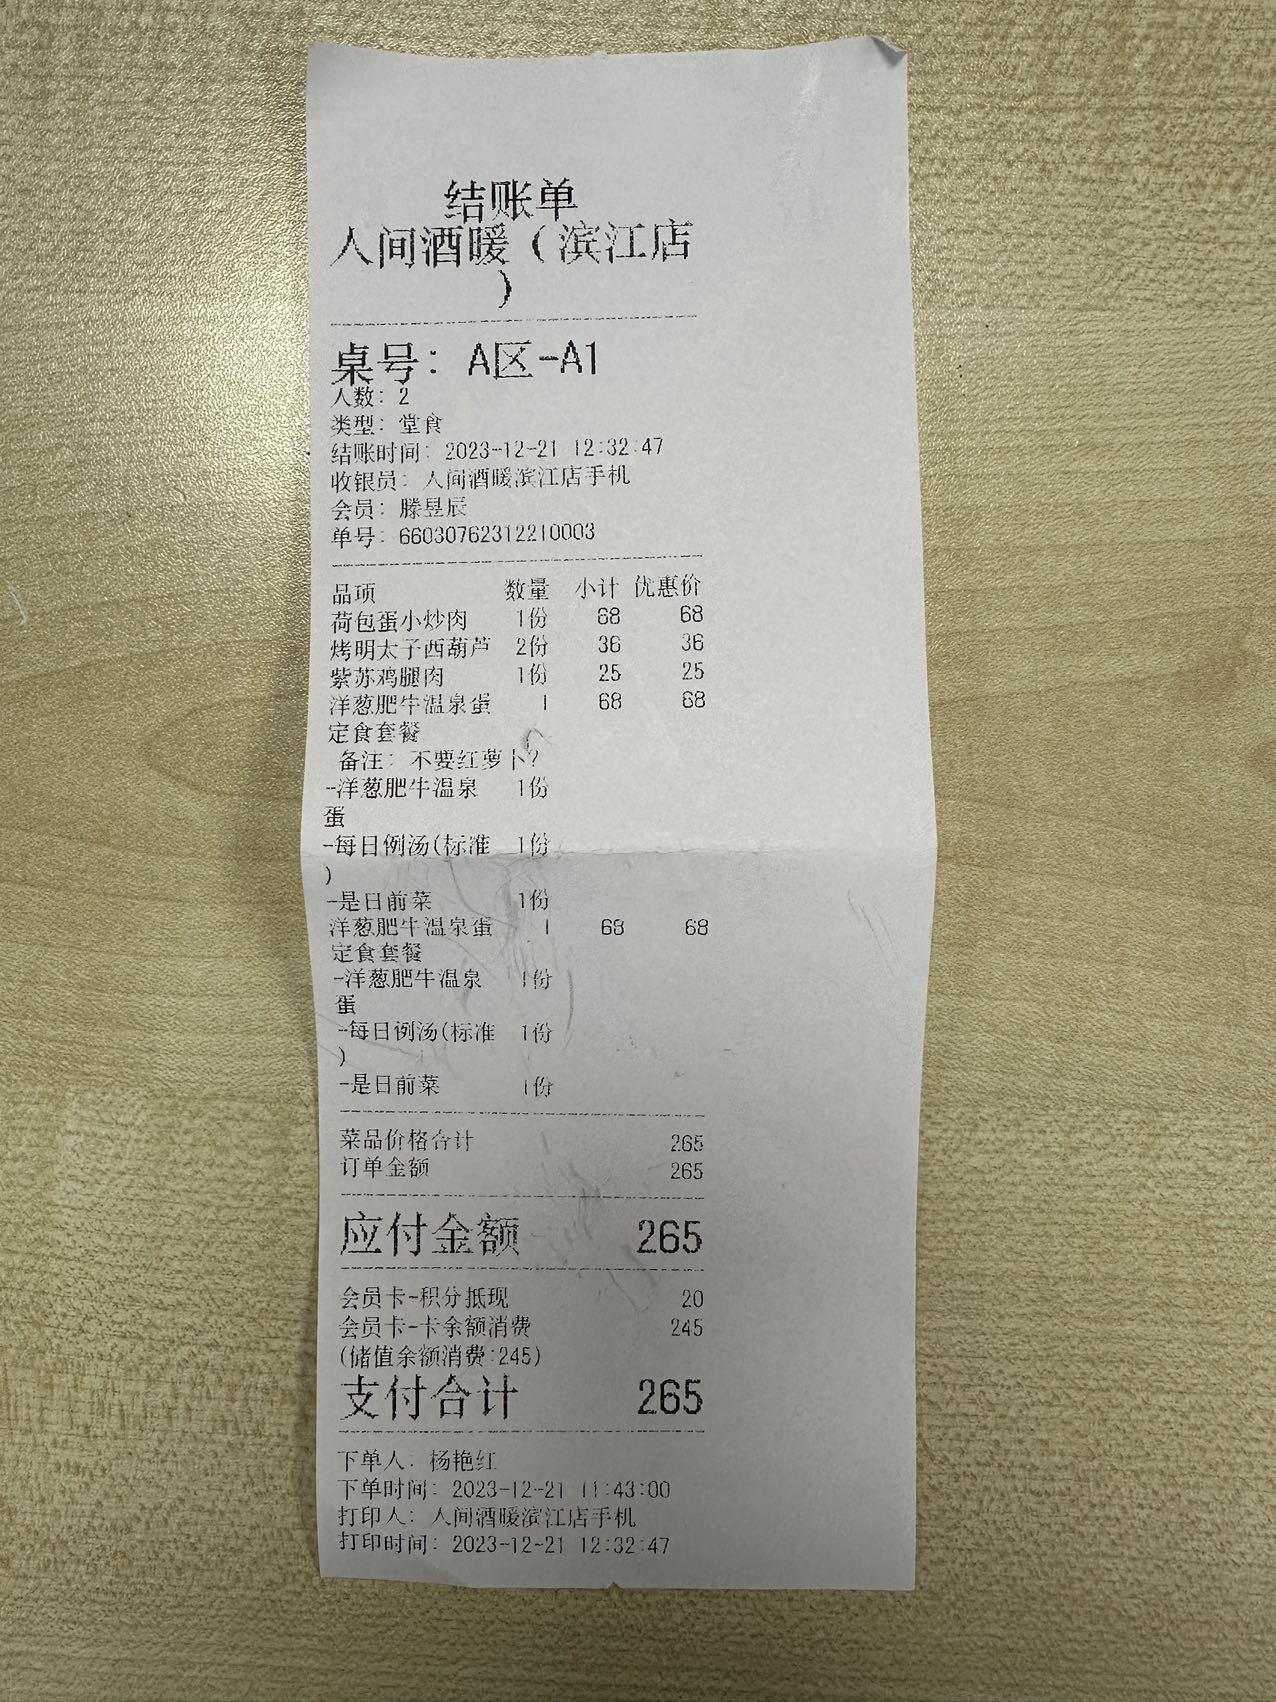 结账单
人间酒暖（滨江店
）
桌号：A区-A1
人数：2
类型：堂食
结账时间：2023-12-21 12:32:47
收银员：人间酒暖滨江店手机
会员：滕昱辰
单号：66030762312210003
品项 数量 小计 优惠价
荷包蛋小炒肉 1份 68 68
烤明太子西葫芦 2份 36 36
紫苏鸡腿肉 1份 25 25
洋葱肥牛温泉蛋 1 68 68
定食套餐
备注：不要红萝卜?
-洋葱肥牛温泉 1份
蛋
-每日例汤(标准 1份
)
-是日前菜 1份
洋葱肥牛温泉蛋 1 68 68
定食套餐
-洋葱肥牛温泉 1份
蛋
-每日例汤(标准 1份
)
-是日前菜 1份
菜品价格合计 265
订单金额 265
应付金额 265
会员卡-积分抵现 20
会员卡-卡余额消费 245
(储值余额消费:245)
支付合计 265
下单人：杨艳红
下单时间：2023-12-21 11:43:00
打印人：人间酒暖滨江店手机
打印时间：2023-12-21 12:32:47